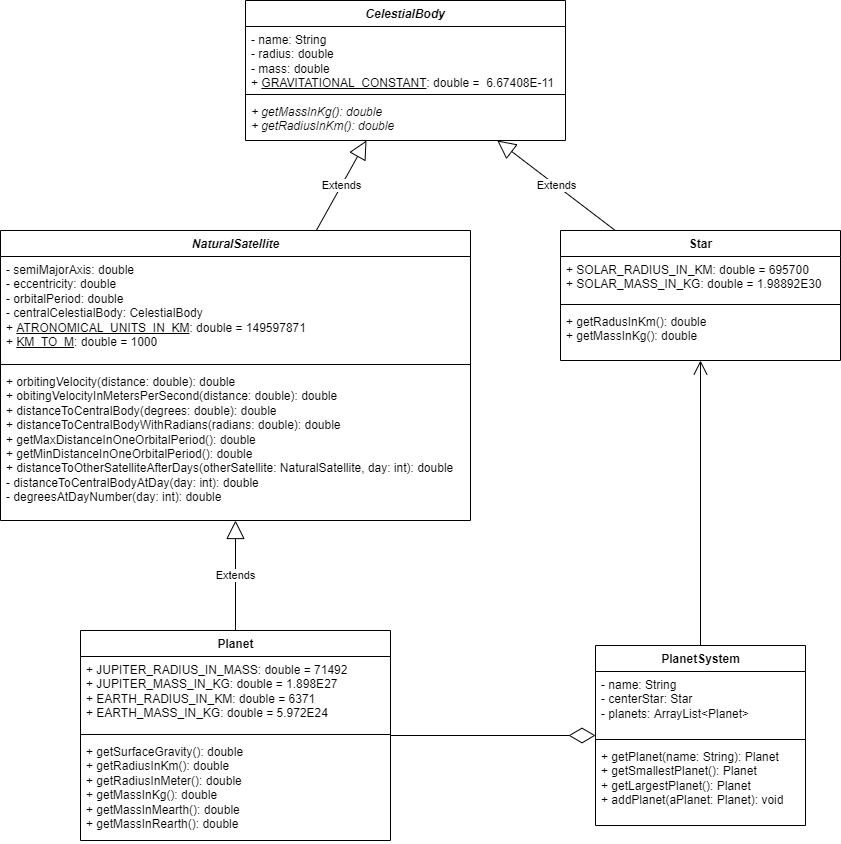 CelestialBody
- name: String
- radius: double
- mass: double
+ GRAVITATIONAL_CONSTANT: double = 6.67408E-11
+ getMassInKg(): double
+ getRadiusInKm(): double
Extends
Extends
NaturalSatellite
- semiMajorAxis: double
- eccentricity: double
- orbitalPeriod: double
- centralCelestialBody: CelestialBody
+ ATRONOMICAL_UNITS_IN_KM: double = 149597871
+ KM_TO_M: double = 1000
+ orbitingVelocity(distance: double): double
+ obitingVelocityInMetersPerSecond(distance: double): double
+ distanceToCentralBody(degrees: double): double
+ distanceToCentralBodyWithRadians(radians: double): double
+ getMaxDistanceInOneOrbitalPeriod(): double
+ getMinDistanceInOneOrbitalPeriod(): double
+ distanceToOtherSatelliteAfterDays(otherSatellite: NaturalSatellite, day: int): double
- distanceToCentralBodyAtDay(day: int): double
- degreesAtDayNumber(day: int): double
Star
+ SOLAR_RADIUS_IN_KM: double = 695700
+ SOLAR_MASS_IN_KG: double = 1.98892E30
+ getRadusInKm(): double
+ getMassInKg(): double
Extends
Planet
+ JUPITER_RADIUS_IN_MASS: double = 71492
+ JUPITER_MASS_IN_KG: double = 1.898E27
+ EARTH_RADIUS_IN_KM: double = 6371
+ EARTH_MASS_IN_KG: double = 5.972E24
+ getSurfaceGravity(): double
+ getRadiusInKm(): double
+ getRadiusInMeter(): double
+ getMassInKg(): double
+ getMassInMearth(): double
+ getMassInRearth(): double
PlanetSystem
- name: String
- centerStar: Star
- planets: ArrayList<Planet>
+ getPlanet(name: String): Planet
+ getSmallestPlanet(): Planet
+ getLargestPlanet(): Planet
+ addPlanet(aPlanet: Planet): void